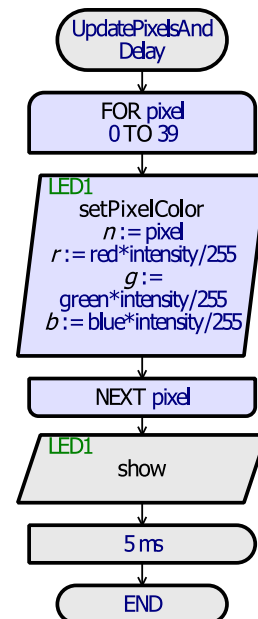 UpdatePixelsAnd
Delay
FOR pixel
0 TO 39
LED1
setPixelColor
n := pixel
r := red*intensity/255
g :=
green*intensity/255
b := blue*intensity/255
NEXT pixel
LED1
show
5 ms
END